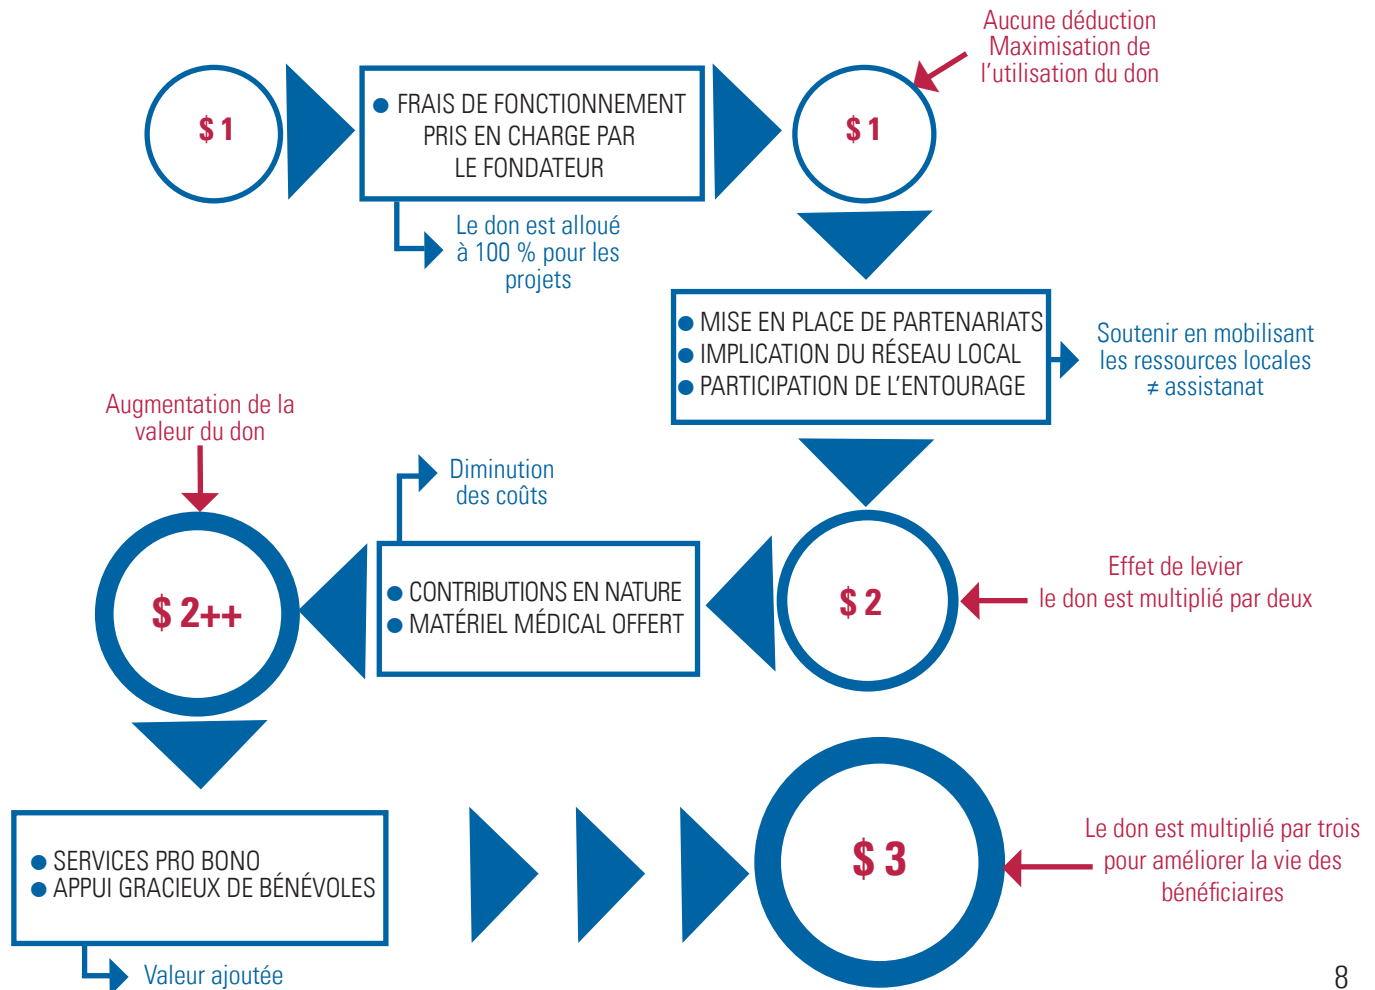 $ 1
● FRAIS DE FONCTIONNEMENT
PRIS EN CHARGE PAR
LE FONDATEUR
Le don est alloué
à 100 % pour les
projets
$ 1
Aucune déduction
Maximisation de
l’utilisation du don
● MISE EN PLACE DE PARTENARIATS
● IMPLICATION DU RÉSEAU LOCAL
● PARTICIPATION DE L’ENTOURAGE
Soutenir en mobilisant
les ressources locales
≠ assistanat
$ 2
Effet de levier
le don est multiplié par deux
● CONTRIBUTIONS EN NATURE
● MATÉRIEL MÉDICAL OFFERT
Diminution
des coûts
$ 2++
Augmentation de la
valeur du don
● SERVICES PRO BONO
● APPUI GRACIEUX DE BÉNÉVOLES
Valeur ajoutée
$ 3
Le don est multiplié par trois
pour améliorer la vie des
bénéficiaires
8